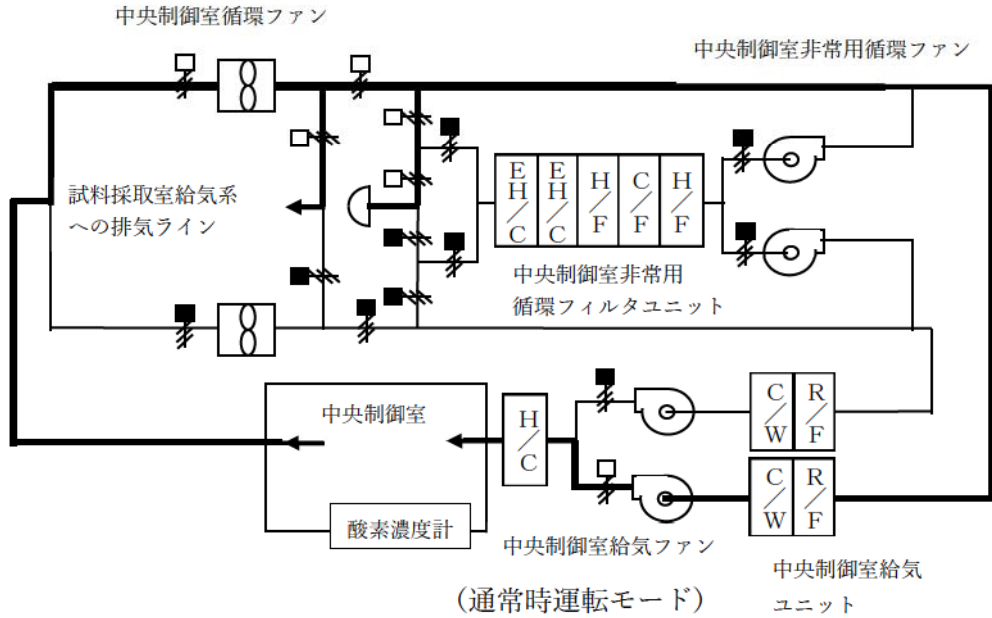 中央制御室循環ファン
中央制御室非常用循環ファン
試料採取室給気系
への排気ライン
EH/C
EH/C
H/F
C/F
H/F
中央制御室非常用
循環フィルタユニット
中央制御室
H/C
C/W
R/F
C/W
R/F
酸素濃度計
中央制御室給気ファン
中央制御室給気
ユニット
(通常時運転モード)